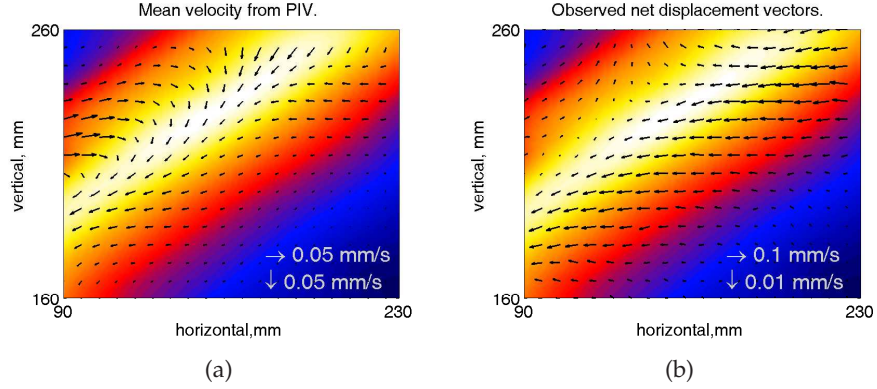 Mean velocity from PIV.
260
vertical, mm
160
90
230
horizontal,mm
→ 0.05 mm/s
↓ 0.05 mm/s
(a)
Observed net displacement vectors.
260
vertical, mm
160
90
230
horizontal,mm
→ 0.1 mm/s
↓ 0.01 mm/s
(b)